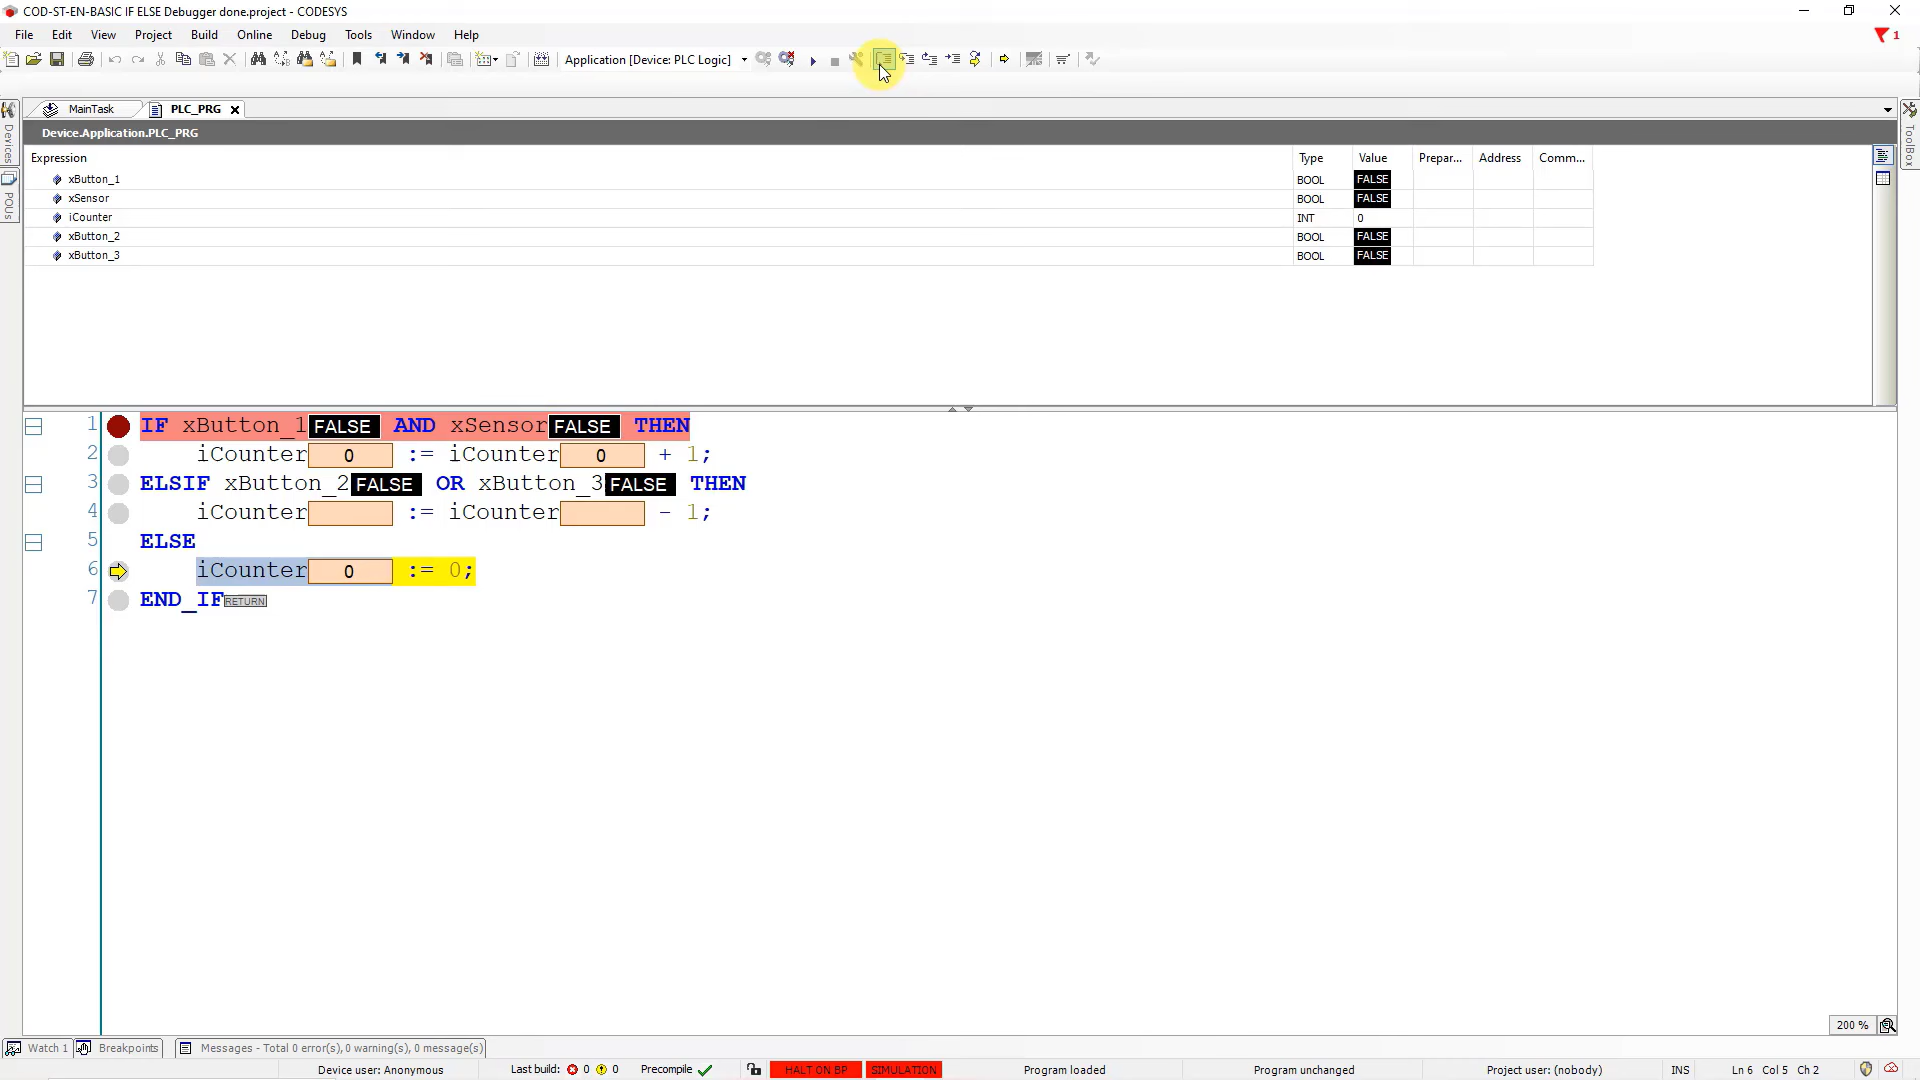 COD-ST-EN-BASIC IF ELSE Debugger done.project - CODESYS
File Edit View Project Build Online Debug Tools Window Help
1
Application [Device: PLC Logic]
MainTask PLC_PRG
Devices
POUs
ToolBox
Device.Application.PLC_PRG
Expression Type Value Prepar... Address Comm...
xButton_1 BOOL FALSE
xSensor BOOL FALSE
iCounter INT 0
xButton_2 BOOL FALSE
xButton_3 BOOL FALSE
1 IF xButton_1 FALSE AND xSensor FALSE THEN
2 iCounter 0 := iCounter 0 + 1;
3 ELSIF xButton_2 FALSE OR xButton_3 FALSE THEN
4 iCounter := iCounter - 1;
5 ELSE
6 iCounter 0 := 0;
7 END_IF RETURN
200 %
Watch 1 Breakpoints Messages - Total 0 error(s), 0 warning(s), 0 message(s)
Device user: Anonymous Last build: 0 0 Precompile HALT ON BP SIMULATION Program loaded Program unchanged Project user: (nobody) INS Ln 6 Col 5 Ch 2